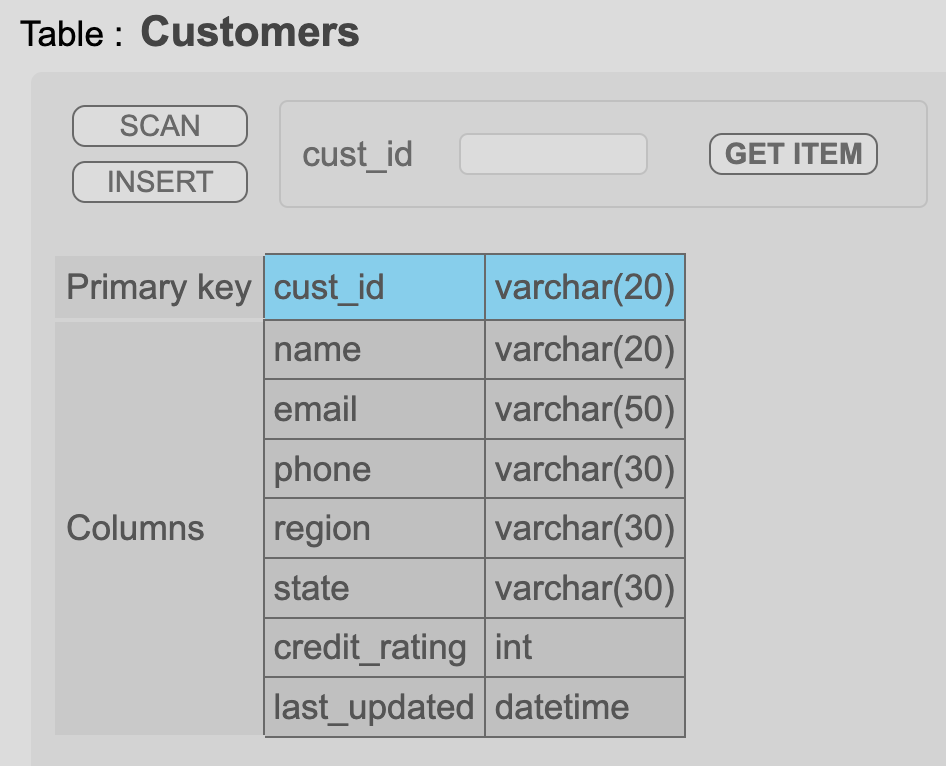 Table : Customers
SCAN
INSERT
cust_id GET ITEM
Primary key cust_id varchar(20)
name varchar(20)
email varchar(50)
phone varchar(30)
Columns region varchar(30)
state varchar(30)
credit_rating int
last_updated datetime